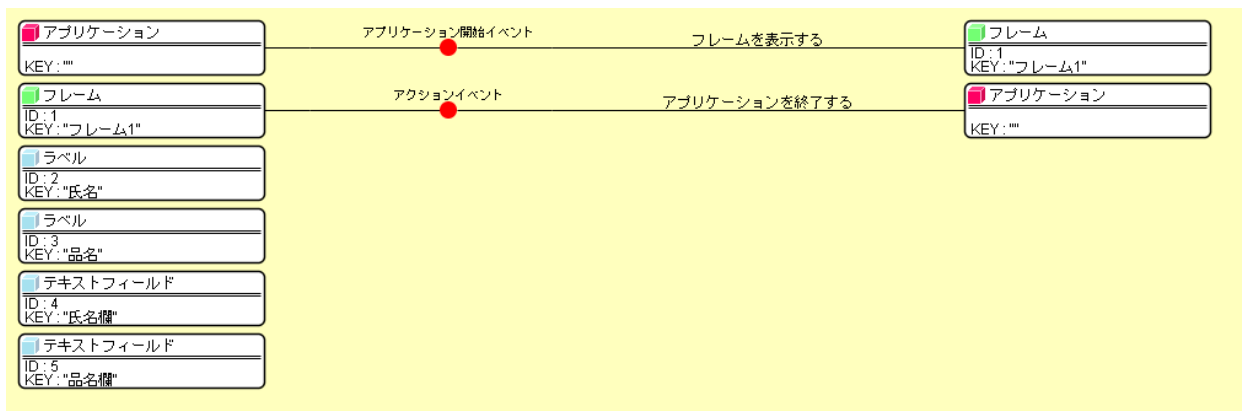 アプリケーション
KEY : ""
アプリケーション開始イベント
フレームを表示する
フレーム
ID : 1
KEY : "フレーム1"
フレーム
ID : 1
KEY : "フレーム1"
アクションイベント
アプリケーションを終了する
アプリケーション
KEY : ""
ラベル
ID : 2
KEY : "氏名"
ラベル
ID : 3
KEY : "品名"
テキストフィールド
ID : 4
KEY : "氏名欄"
テキストフィールド
ID : 5
KEY : "品名欄"